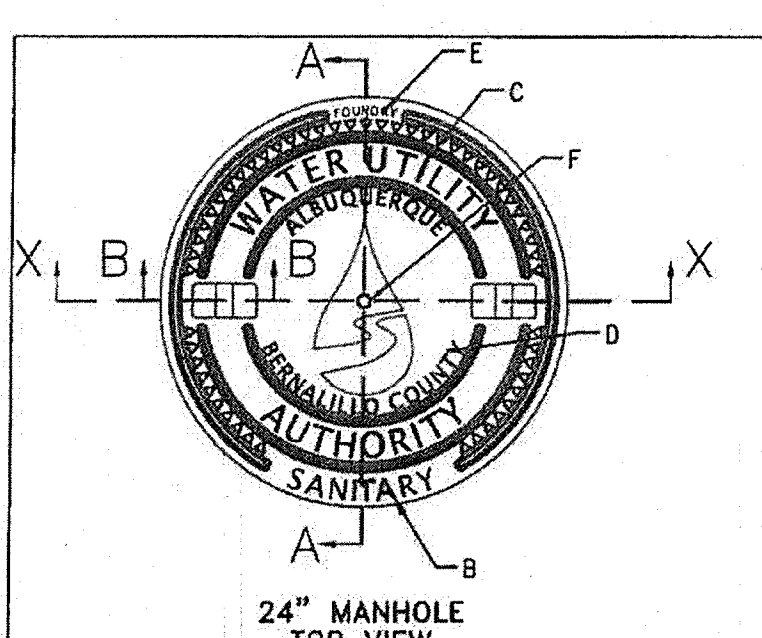 A
E
C
F
FOUNDRY
WATER UTILITY
ALBUQUERQUE
X
B
B
X
D
BERNALILLO COUNTY
AUTHORITY
SANITARY
A
B
24" MANHOLE
TOP VIEW